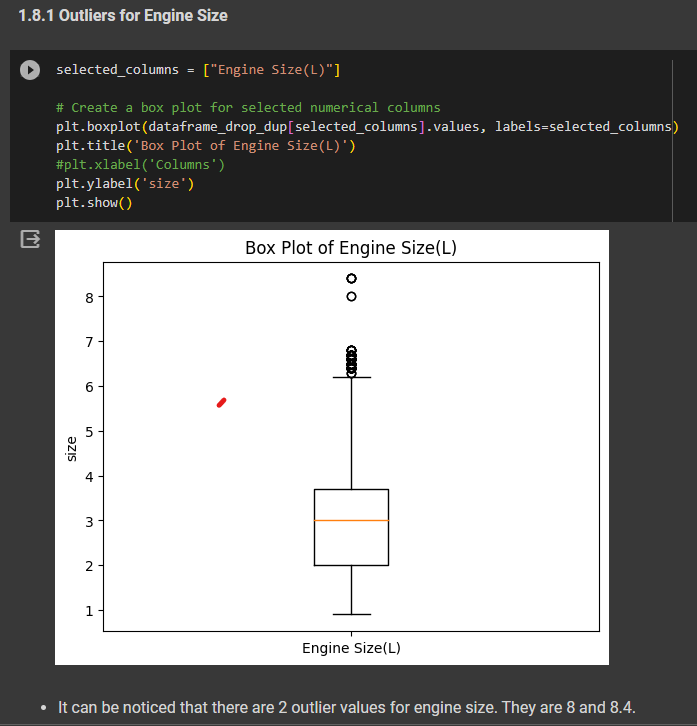 1.8.1 Outliers for Engine Size
selected_columns = ["Engine Size(L)"]
# Create a box plot for selected numerical columns
plt.boxplot(dataframe_drop_dup[selected_columns].values, labels=selected_columns)
plt.title('Box Plot of Engine Size(L)')
#plt.xlabel('Columns')
plt.ylabel('size')
plt.show()
Box Plot of Engine Size(L)
8
7
6
5
4
3
2
1
size
Engine Size(L)
• It can be noticed that there are 2 outlier values for engine size. They are 8 and 8.4.